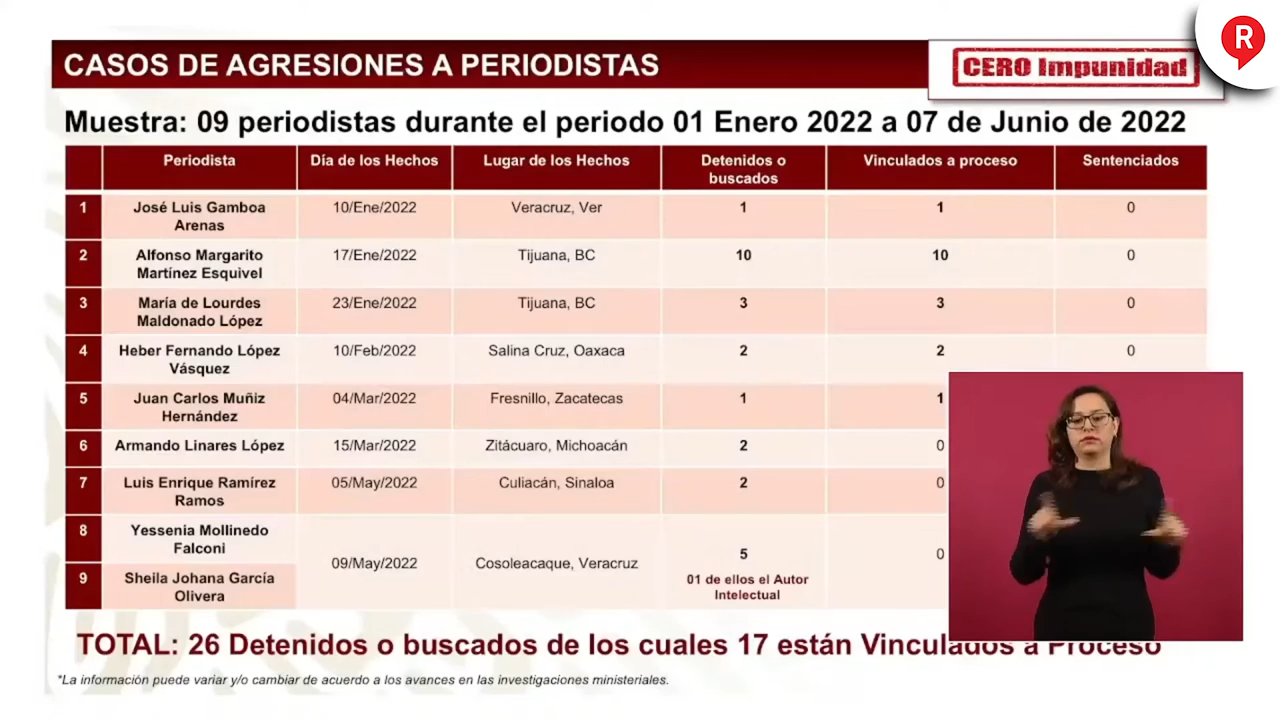 R
CASOS DE AGRESIONES A PERIODISTAS
CERO Impunidad
Muestra: 09 periodistas durante el periodo 01 Enero 2022 a 07 de Junio de 2022
Periodista Día de los Hechos Lugar de los Hechos Detenidos o buscados Vinculados a proceso Sentenciados
1 José Luis Gamboa Arenas 10/Ene/2022 Veracruz, Ver 1 1 0
2 Alfonso Margarito Martínez Esquivel 17/Ene/2022 Tijuana, BC 10 10 0
3 María de Lourdes Maldonado López 23/Ene/2022 Tijuana, BC 3 3 0
4 Heber Fernando López Vásquez 10/Feb/2022 Salina Cruz, Oaxaca 2 2 0
5 Juan Carlos Muñiz Hernández 04/Mar/2022 Fresnillo, Zacatecas 1 1
6 Armando Linares López 15/Mar/2022 Zitácuaro, Michoacán 2 0
7 Luis Enrique Ramírez Ramos 05/May/2022 Culiacán, Sinaloa 2 0
8 Yessenia Mollinedo Falconi
9 Sheila Johana García Olivera
09/May/2022 Cosoleacaque, Veracruz 5 0
01 de ellos el Autor Intelectual
TOTAL: 26 Detenidos o buscados de los cuales 17 están Vinculados a Proceso
*La información puede variar y/o cambiar de acuerdo a los avances en las investigaciones ministeriales.